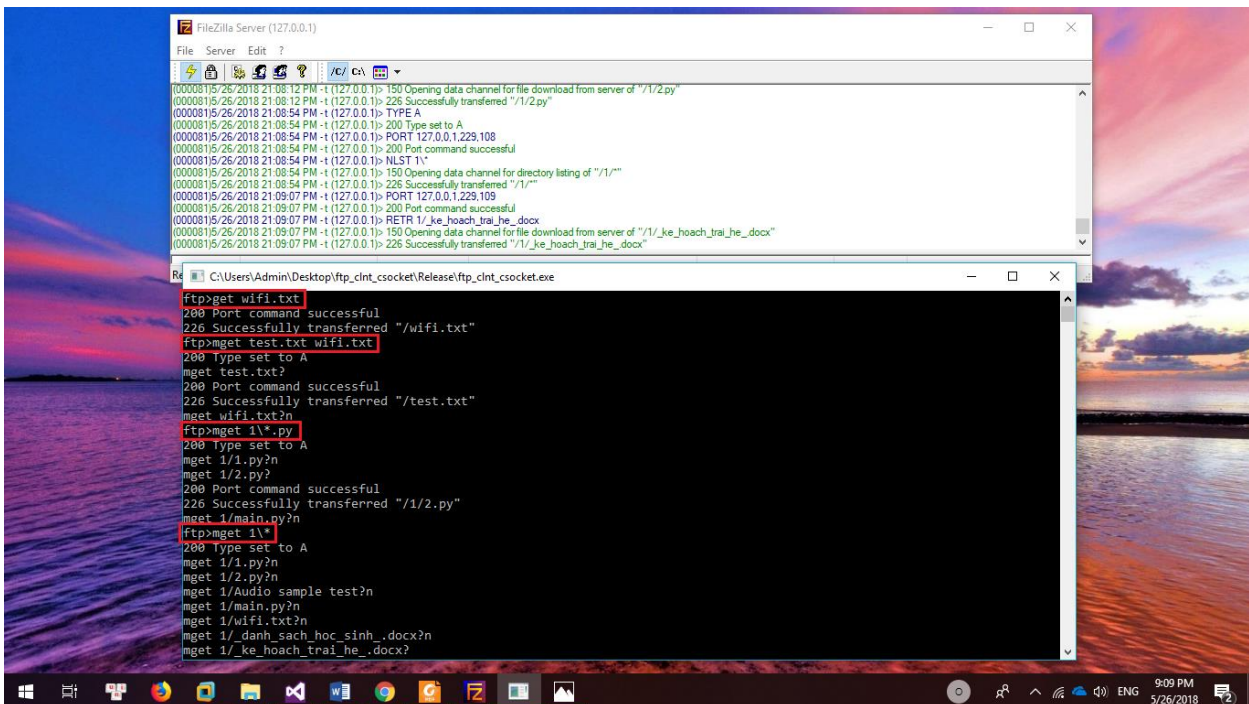 FileZilla Server (127.0.0.1)
File Server Edit ?
/C/ C:\
(000081)5/26/2018 21:08:12 PM -t (127.0.0.1)> 150 Opening data channel for file download from server of "/1/2.py"
(000081)5/26/2018 21:08:12 PM -t (127.0.0.1)> 226 Successfully transferred "/1/2.py"
(000081)5/26/2018 21:08:54 PM -t (127.0.0.1)> TYPE A
(000081)5/26/2018 21:08:54 PM -t (127.0.0.1)> 200 Type set to A
(000081)5/26/2018 21:08:54 PM -t (127.0.0.1)> PORT 127,0,0,1,229,108
(000081)5/26/2018 21:08:54 PM -t (127.0.0.1)> 200 Port command successful
(000081)5/26/2018 21:08:54 PM -t (127.0.0.1)> NLST 1\*
(000081)5/26/2018 21:08:54 PM -t (127.0.0.1)> 150 Opening data channel for directory listing of "/1/*"
(000081)5/26/2018 21:08:54 PM -t (127.0.0.1)> 226 Successfully transferred "/1/*"
(000081)5/26/2018 21:09:07 PM -t (127.0.0.1)> PORT 127,0,0,1,229,109
(000081)5/26/2018 21:09:07 PM -t (127.0.0.1)> 200 Port command successful
(000081)5/26/2018 21:09:07 PM -t (127.0.0.1)> RETR 1/_ke_hoach_trai_he_.docx
(000081)5/26/2018 21:09:07 PM -t (127.0.0.1)> 150 Opening data channel for file download from server of "/1/_ke_hoach_trai_he_.docx"
(000081)5/26/2018 21:09:07 PM -t (127.0.0.1)> 226 Successfully transferred "/1/_ke_hoach_trai_he_.docx"
Re
C:\Users\Admin\Desktop\ftp_clnt_csocket\Release\ftp_clnt_csocket.exe
ftp>get wifi.txt
200 Port command successful
226 Successfully transferred "/wifi.txt"
ftp>mget test.txt wifi.txt
200 Type set to A
mget test.txt?
200 Port command successful
226 Successfully transferred "/test.txt"
mget wifi.txt?n
ftp>mget 1\*.py
200 Type set to A
mget 1/1.py?n
mget 1/2.py?
200 Port command successful
226 Successfully transferred "/1/2.py"
mget 1/main.py?n
ftp>mget 1\*
200 Type set to A
mget 1/1.py?n
mget 1/2.py?n
mget 1/Audio sample test?n
mget 1/main.py?n
mget 1/wifi.txt?n
mget 1/_danh_sach_hoc_sinh_.docx?n
mget 1/_ke_hoach_trai_he_.docx?
ENG
9:09 PM
5/26/2018
2